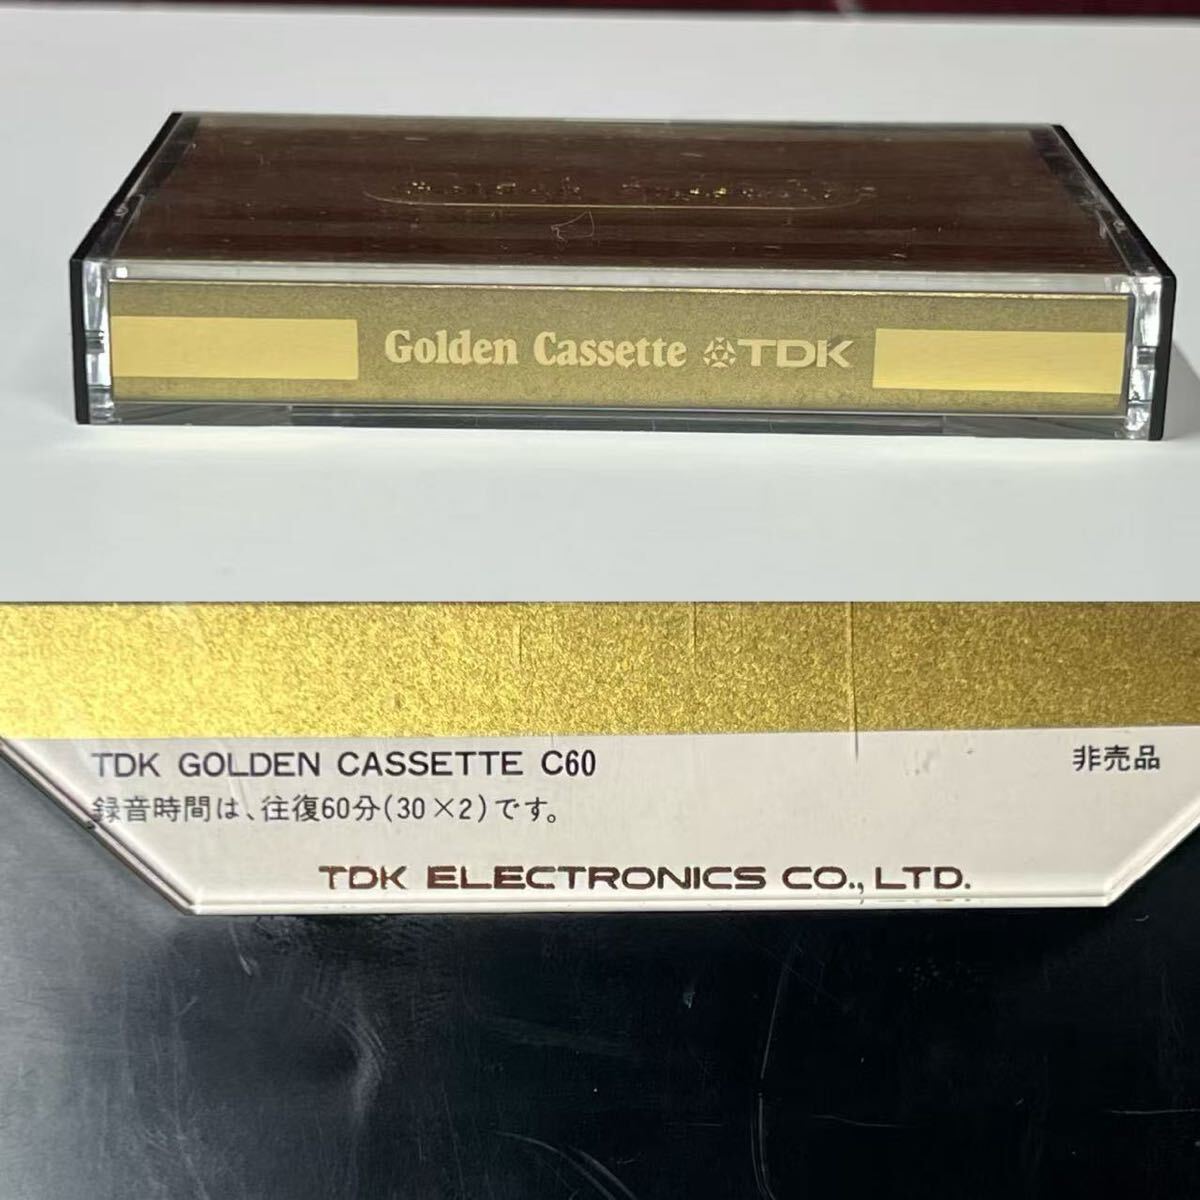 Golden Cassette TDK
TDK GOLDEN CASSETTE C60
非売品
録音時間は、往復60分(30×2)です。
TDK ELECTRONICS CO., LTD.